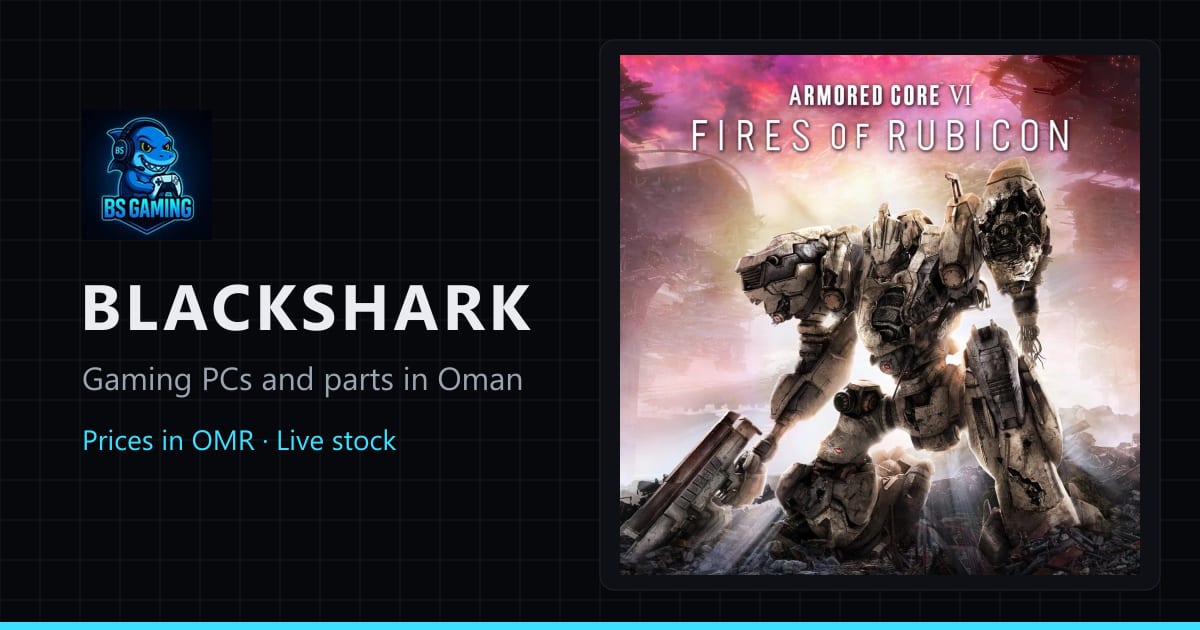 BS
BS GAMING
BLACKSHARK
Gaming PCs and parts in Oman
Prices in OMR · Live stock
ARMORED CORE VI
FIRES OF RUBICON™